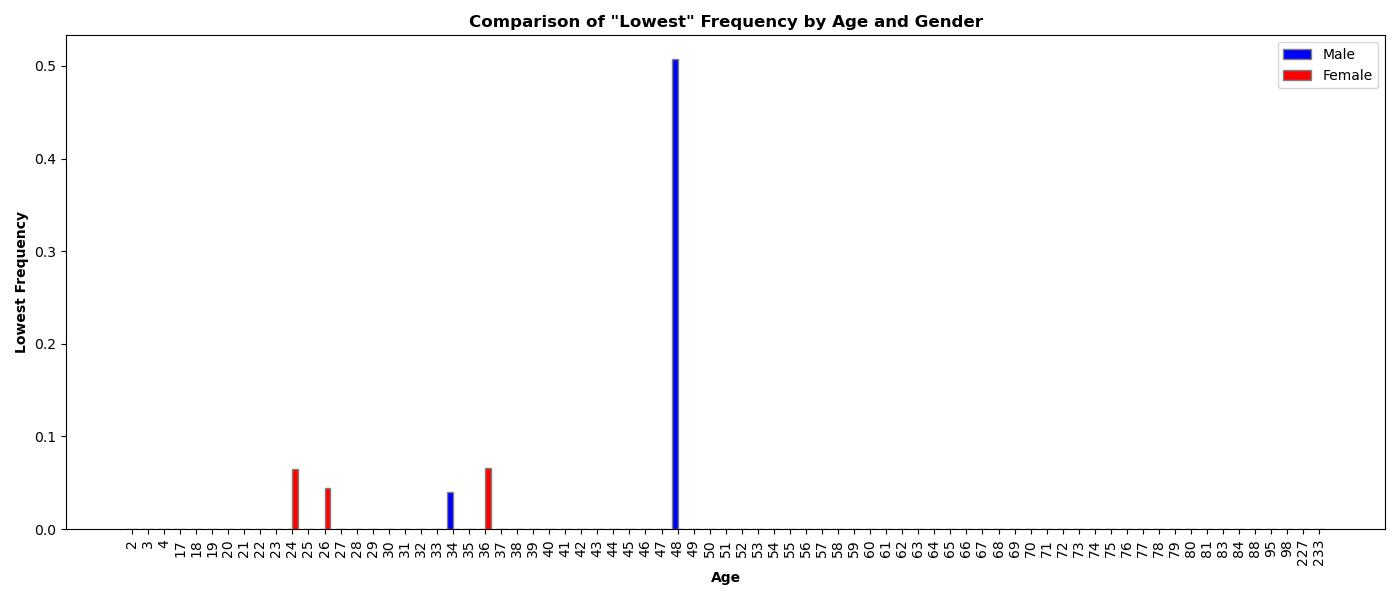 Comparison of "Lowest" Frequency by Age and Gender
Male
Female
Lowest Frequency
0.5
0.4
0.3
0.2
0.1
0.0
2 3 4 17 18 19 20 21 22 23 24 25 26 27 28 29 30 31 32 33 34 35 36 37 38 39 40 41 42 43 44 45 46 47 48 49 50 51 52 53 54 55 56 57 58 59 60 61 62 63 64 65 66 67 68 69 70 71 72 73 74 75 76 77 78 79 80 81 83 84 88 95 98 227 233
Age